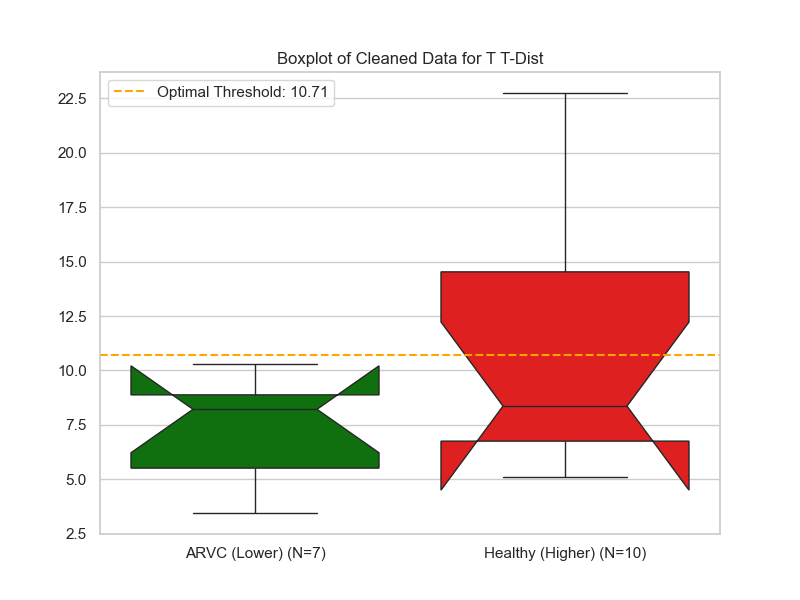 Boxplot of Cleaned Data for T T-Dist
Optimal Threshold: 10.71
22.5
20.0
17.5
15.0
12.5
10.0
7.5
5.0
2.5
ARVC (Lower) (N=7)
Healthy (Higher) (N=10)